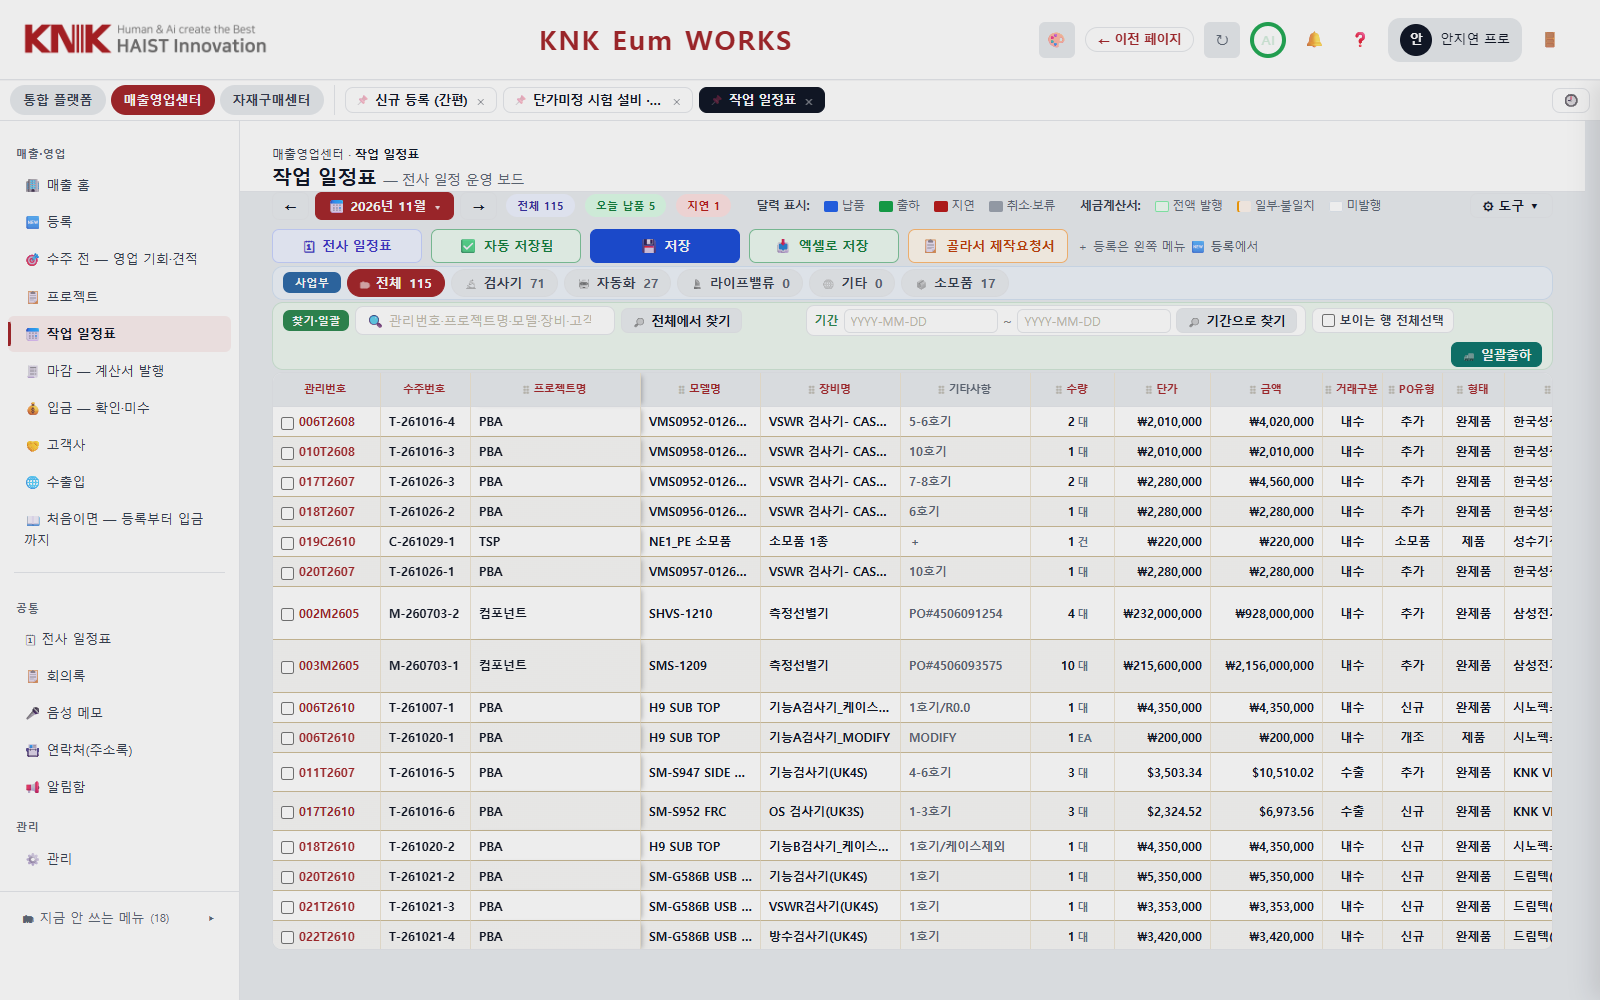 KNK Human & Ai create the Best HAIST Innovation
KNK Eum WORKS
← 이전 페이지
↻
AI
안 안지연 프로
통합 플랫폼 매출영업센터 자재구매센터 신규 등록 (간편) × 단가미정 시험 설비 ·... × 작업 일정표 ×
매출·영업
매출 홈
등록
수주 전 — 영업 기회·견적
프로젝트
작업 일정표
마감 — 계산서 발행
입금 — 확인·미수
고객사
수출입
처음이면 — 등록부터 입금까지
공통
전사 일정표
회의록
음성 메모
연락처(주소록)
알림함
관리
관리
지금 안 쓰는 메뉴 (18) ▸
매출영업센터 · 작업 일정표
작업 일정표 — 전사 일정 운영 보드
← 2026년 11월 ▾ → 전체 115 오늘 납품 5 지연 1 달력 표시: 납품 출하 지연 취소·보류 세금계산서: 전액 발행 일부·불일치 미발행 ⚙ 도구 ▾
전사 일정표 자동 저장됨 저장 엑셀로 저장 골라서 제작요청서 + 등록은 왼쪽 메뉴 🆕 등록에서
사업부 전체 115 검사기 71 자동화 27 라이프밸류 0 기타 0 소모품 17
찾기·일괄 관리번호·프로젝트명·모델·장비·고객 전체에서 찾기 기간 YYYY-MM-DD ~ YYYY-MM-DD 기간으로 찾기 보이는 행 전체선택
일괄출하
관리번호 수주번호 프로젝트명 모델명 장비명 기타사항 수량 단가 금액 거래구분 PO유형 형태
006T2608 T-261016-4 PBA VMS0952-0126... VSWR 검사기- CAS... 5-6호기 2 대 ₩2,010,000 ₩4,020,000 내수 추가 완제품 한국성
010T2608 T-261016-3 PBA VMS0958-0126... VSWR 검사기- CAS... 10호기 1 대 ₩2,010,000 ₩2,010,000 내수 추가 완제품 한국성
017T2607 T-261026-3 PBA VMS0952-0126... VSWR 검사기- CAS... 7-8호기 2 대 ₩2,280,000 ₩4,560,000 내수 추가 완제품 한국성
018T2607 T-261026-2 PBA VMS0956-0126... VSWR 검사기- CAS... 6호기 1 대 ₩2,280,000 ₩2,280,000 내수 추가 완제품 한국성
019C2610 C-261029-1 TSP NE1_PE 소모품 소모품 1종 + 1 건 ₩220,000 ₩220,000 내수 소모품 제품 성수기
020T2607 T-261026-1 PBA VMS0957-0126... VSWR 검사기- CAS... 10호기 1 대 ₩2,280,000 ₩2,280,000 내수 추가 완제품 한국성
002M2605 M-260703-2 컴포넌트 SHVS-1210 측정선별기 PO#4506091254 4 대 ₩232,000,000 ₩928,000,000 내수 추가 완제품 삼성전
003M2605 M-260703-1 컴포넌트 SMS-1209 측정선별기 PO#4506093575 10 대 ₩215,600,000 ₩2,156,000,000 내수 추가 완제품 삼성전
006T2610 T-261007-1 H9 SUB TOP 기능A검사기_케이스... 1호기/R0.0 1 대 ₩4,350,000 ₩4,350,000 내수 신규 완제품 시노펙
006T2610 T-261020-1 H9 SUB TOP 기능A검사기_MODIFY MODIFY 1 EA ₩200,000 ₩200,000 내수 개조 제품 시노펙
011T2607 T-261016-5 PBA SM-S947 SIDE ... 기능검사기(UK4S) 4-6호기 3 대 $3,503.34 $10,510.02 수출 추가 완제품 KNK VI
017T2610 T-261016-6 PBA SM-S952 FRC OS 검사기(UK3S) 1-3호기 3 대 $2,324.52 $6,973.56 수출 신규 완제품 KNK VI
018T2610 T-261020-2 PBA H9 SUB TOP 기능B검사기_케이스... 1호기/케이스제외 1 대 ₩4,350,000 ₩4,350,000 내수 신규 완제품 시노펙
020T2610 T-261021-2 PBA SM-G586B USB ... 기능검사기(UK4S) 1호기 1 대 ₩5,350,000 ₩5,350,000 내수 신규 완제품 드림텍(
021T2610 T-261021-3 PBA SM-G586B USB ... VSWR검사기(UK4S) 1호기 1 대 ₩3,353,000 ₩3,353,000 내수 신규 완제품 드림텍(
022T2610 T-261021-4 PBA SM-G586B USB ... 방수검사기(UK4S) 1호기 1 대 ₩3,420,000 ₩3,420,000 내수 신규 완제품 드림텍(